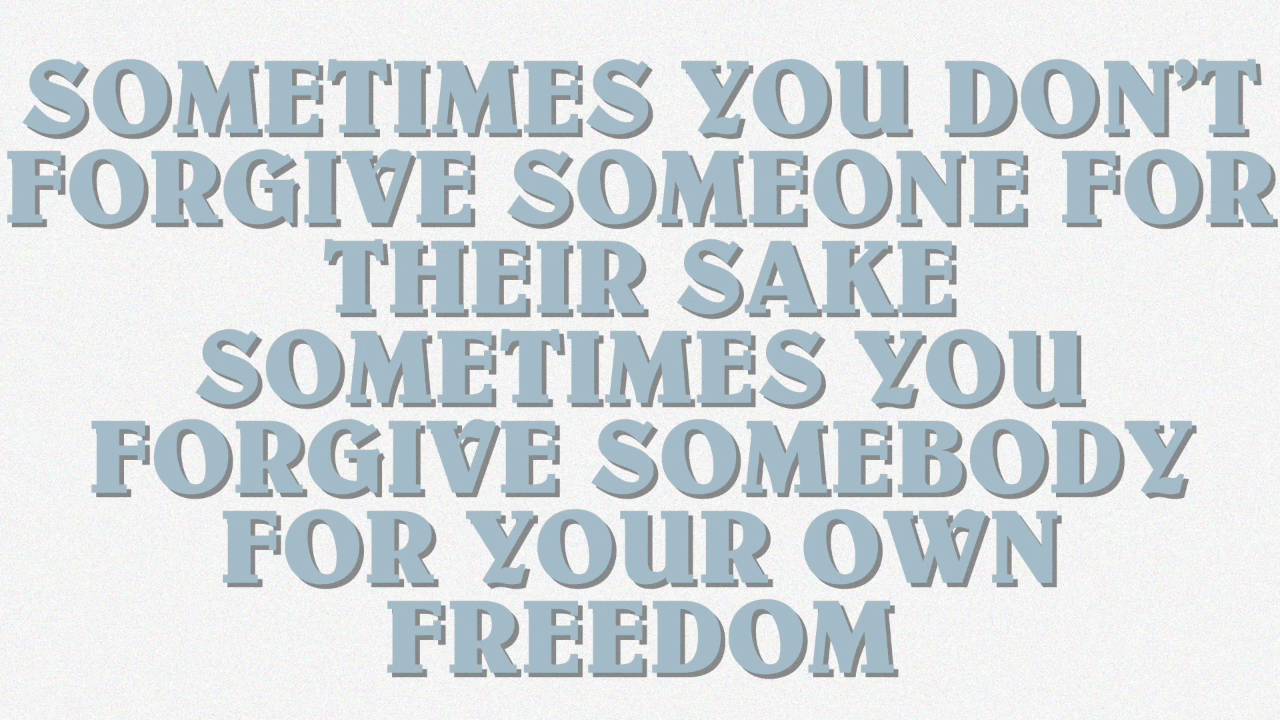 SOMETIMES YOU DON'T
FORGIVE SOMEONE FOR
THEIR SAKE
SOMETIMES YOU
FORGIVE SOMEBODY
FOR YOUR OWN
FREEDOM